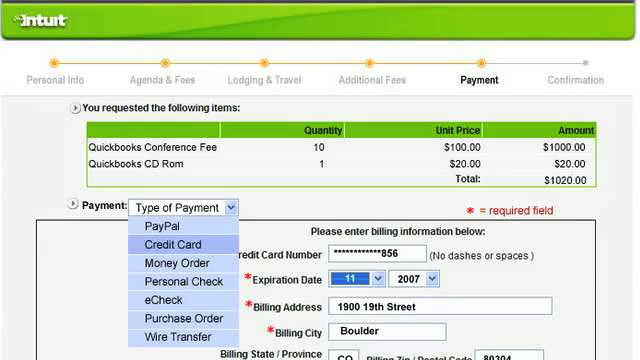 intuit
Personal Info Agenda & Fees Lodging & Travel Additional Fees Payment Confirmation
You requested the following items:
Quantity Unit Price Amount
Quickbooks Conference Fee 10 $100.00 $1000.00
Quickbooks CD Rom 1 $20.00 $20.00
Total: $1020.00
Payment: Type of Payment
* = required field
PayPal
Credit Card
Money Order
Personal Check
eCheck
Purchase Order
Wire Transfer
Please enter billing information below:
redit Card Number ************856 (No dashes or spaces )
*Expiration Date 11 2007
*Billing Address 1900 19th Street
*Billing City Boulder
Billing State / Province CO Billing Zip / Postal Code 80304